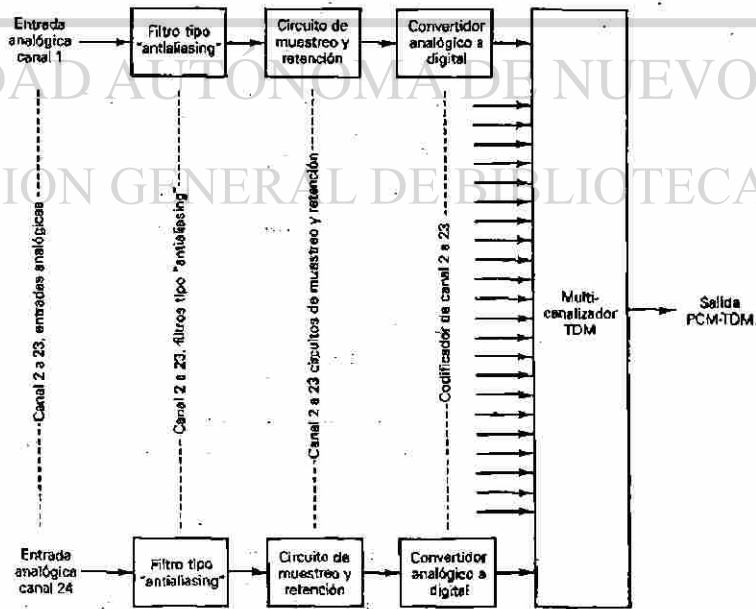 Entrada
analógica
canal 1
Filtro tipo
"antialiasing"
Circuito de
muestreo y
retención
Convertidor
analógico a
digital
DAD AUTÓNOMA DE NUEVO
CION GENERAL DE BIBLIOTECA
Canal 2 a 23, entradas analógicas
Canal 2 a 23, filtros tipo "antialiasing"
Canal 2 a 23 circuitos de muestreo y retención
Codificador de canal 2 a 23
Multi-
canalizador
TDM
Salida
PCM-TDM
Entrada
analógica
canal 24
Filtro tipo
"antialiasing"
Circuito de
muestreo y
retención
Convertidor
analógico a
digital